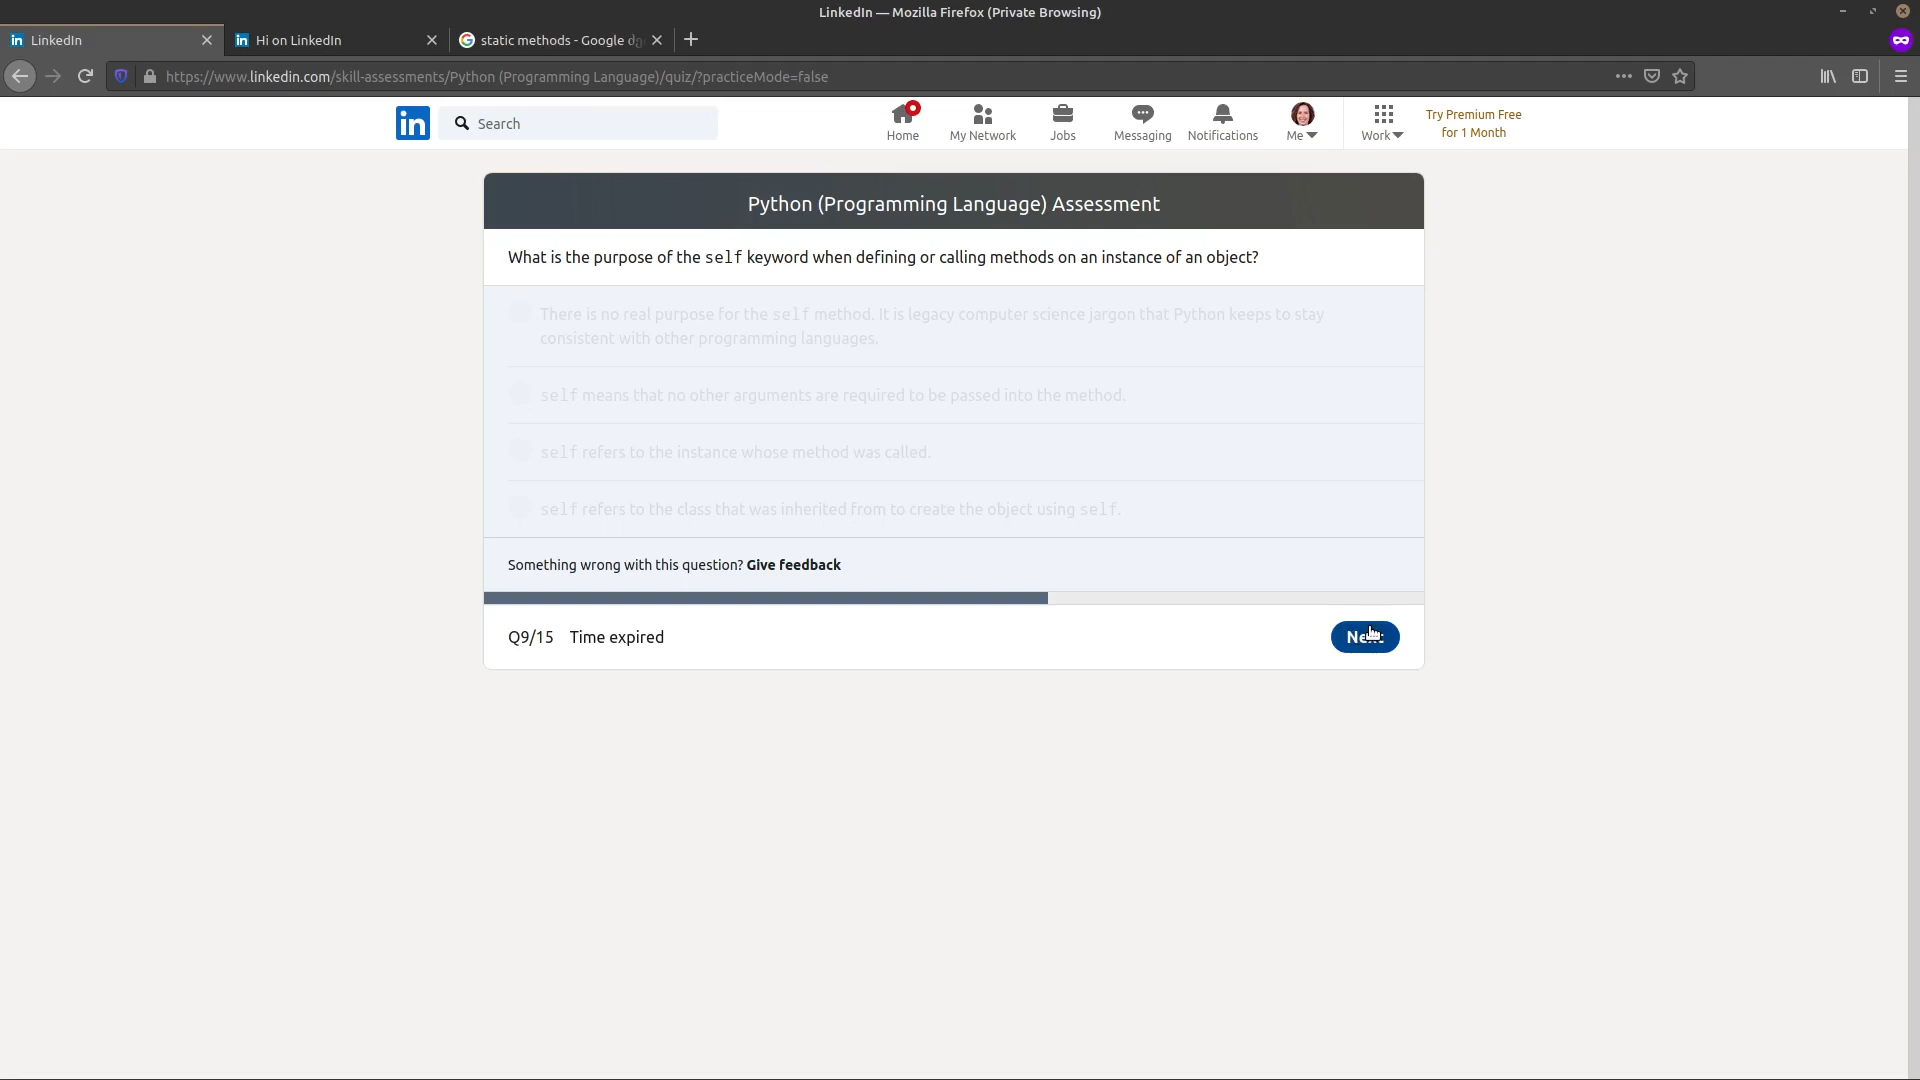 LinkedIn — Mozilla Firefox (Private Browsing)
LinkedIn
Hi on LinkedIn
static methods - Google
https://www.linkedin.com/skill-assessments/Python (Programming Language)/quiz/?practiceMode=false
in
Search
Home
My Network
Jobs
Messaging
Notifications
Me
Work
Try Premium Free
for 1 Month
Python (Programming Language) Assessment
What is the purpose of the self keyword when defining or calling methods on an instance of an object?
There is no real purpose for the self method. It is legacy computer science jargon that Python keeps to stay
consistent with other programming languages.
self means that no other arguments are required to be passed into the method.
self refers to the instance whose method was called.
self refers to the class that was inherited from to create the object using self.
Something wrong with this question? Give feedback
Q9/15 Time expired
Next